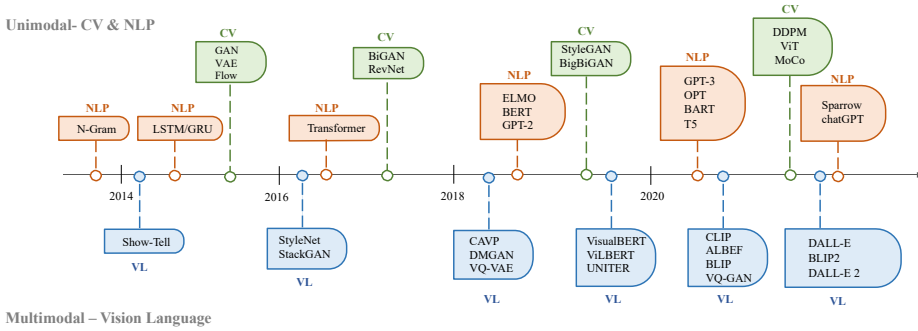 Unimodal- CV & NLP
CV
GAN
VAE
Flow
CV
BiGAN
RevNet
CV
StyleGAN
BigBiGAN
CV
DDPM
ViT
MoCo
NLP
N-Gram
NLP
LSTM/GRU
NLP
Transformer
NLP
ELMO
BERT
GPT-2
NLP
GPT-3
OPT
BART
T5
NLP
Sparrow
chatGPT
2014
2016
2018
2020
Show-Tell
VL
StyleNet
StackGAN
VL
CAVP
DMGAN
VQ-VAE
VL
VisualBERT
ViLBERT
UNITER
VL
CLIP
ALBEF
BLIP
VQ-GAN
VL
DALL-E
BLIP2
DALL-E 2
VL
Multimodal – Vision Language